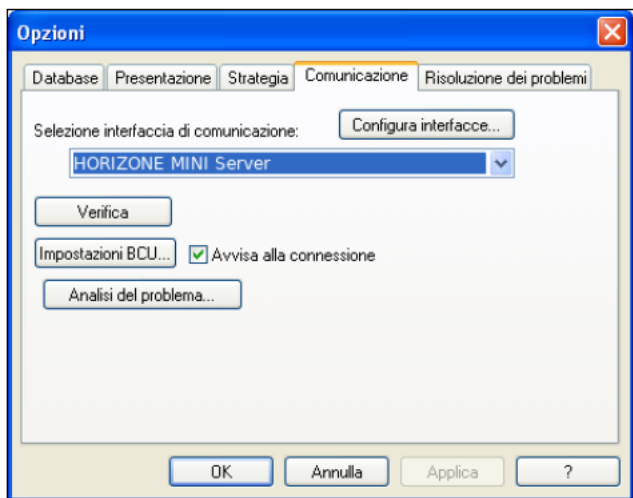 Opzioni
Database Presentazione Strategia Comunicazione Risoluzione dei problemi
Selezione interfaccia di comunicazione: Configura interfacce...
HORIZONE MINI Server
Verifica
Impostazioni BCU... Avvisa alla connessione
Analisi del problema...
OK Annulla Applica ?